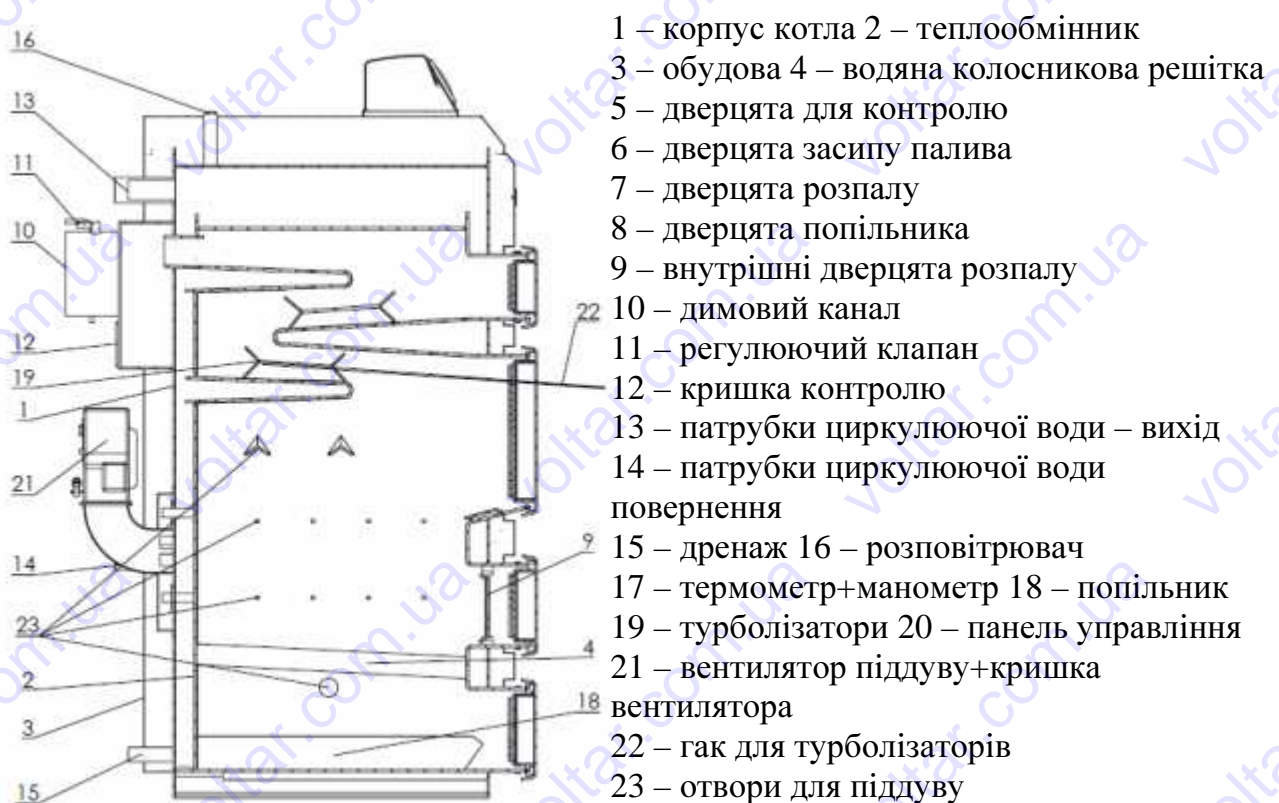 1 – корпус котла 2 – теплообмінник
3 – обудова 4 – водяна колосникова решітка
5 – дверцята для контролю
6 – дверцята засипу палива
7 – дверцята розпалу
8 – дверцята попільника
9 – внутрішні дверцята розпалу
10 – димовий канал
11 – регулюючий клапан
12 – кришка контролю
13 – патрубки циркулюючої води – вихід
14 – патрубки циркулюючої води
повернення
15 – дренаж 16 – розповітрювач
17 – термометр+манометр 18 – попільник
19 – турболізатори 20 – панель управління
21 – вентилятор піддуву+кришка
вентилятора
22 – гак для турболізаторів
23 – отвори для піддуву
16
13
11
10
12
19
1
21
14
23
2
3
15
22
9
4
18
voltar.com.ua